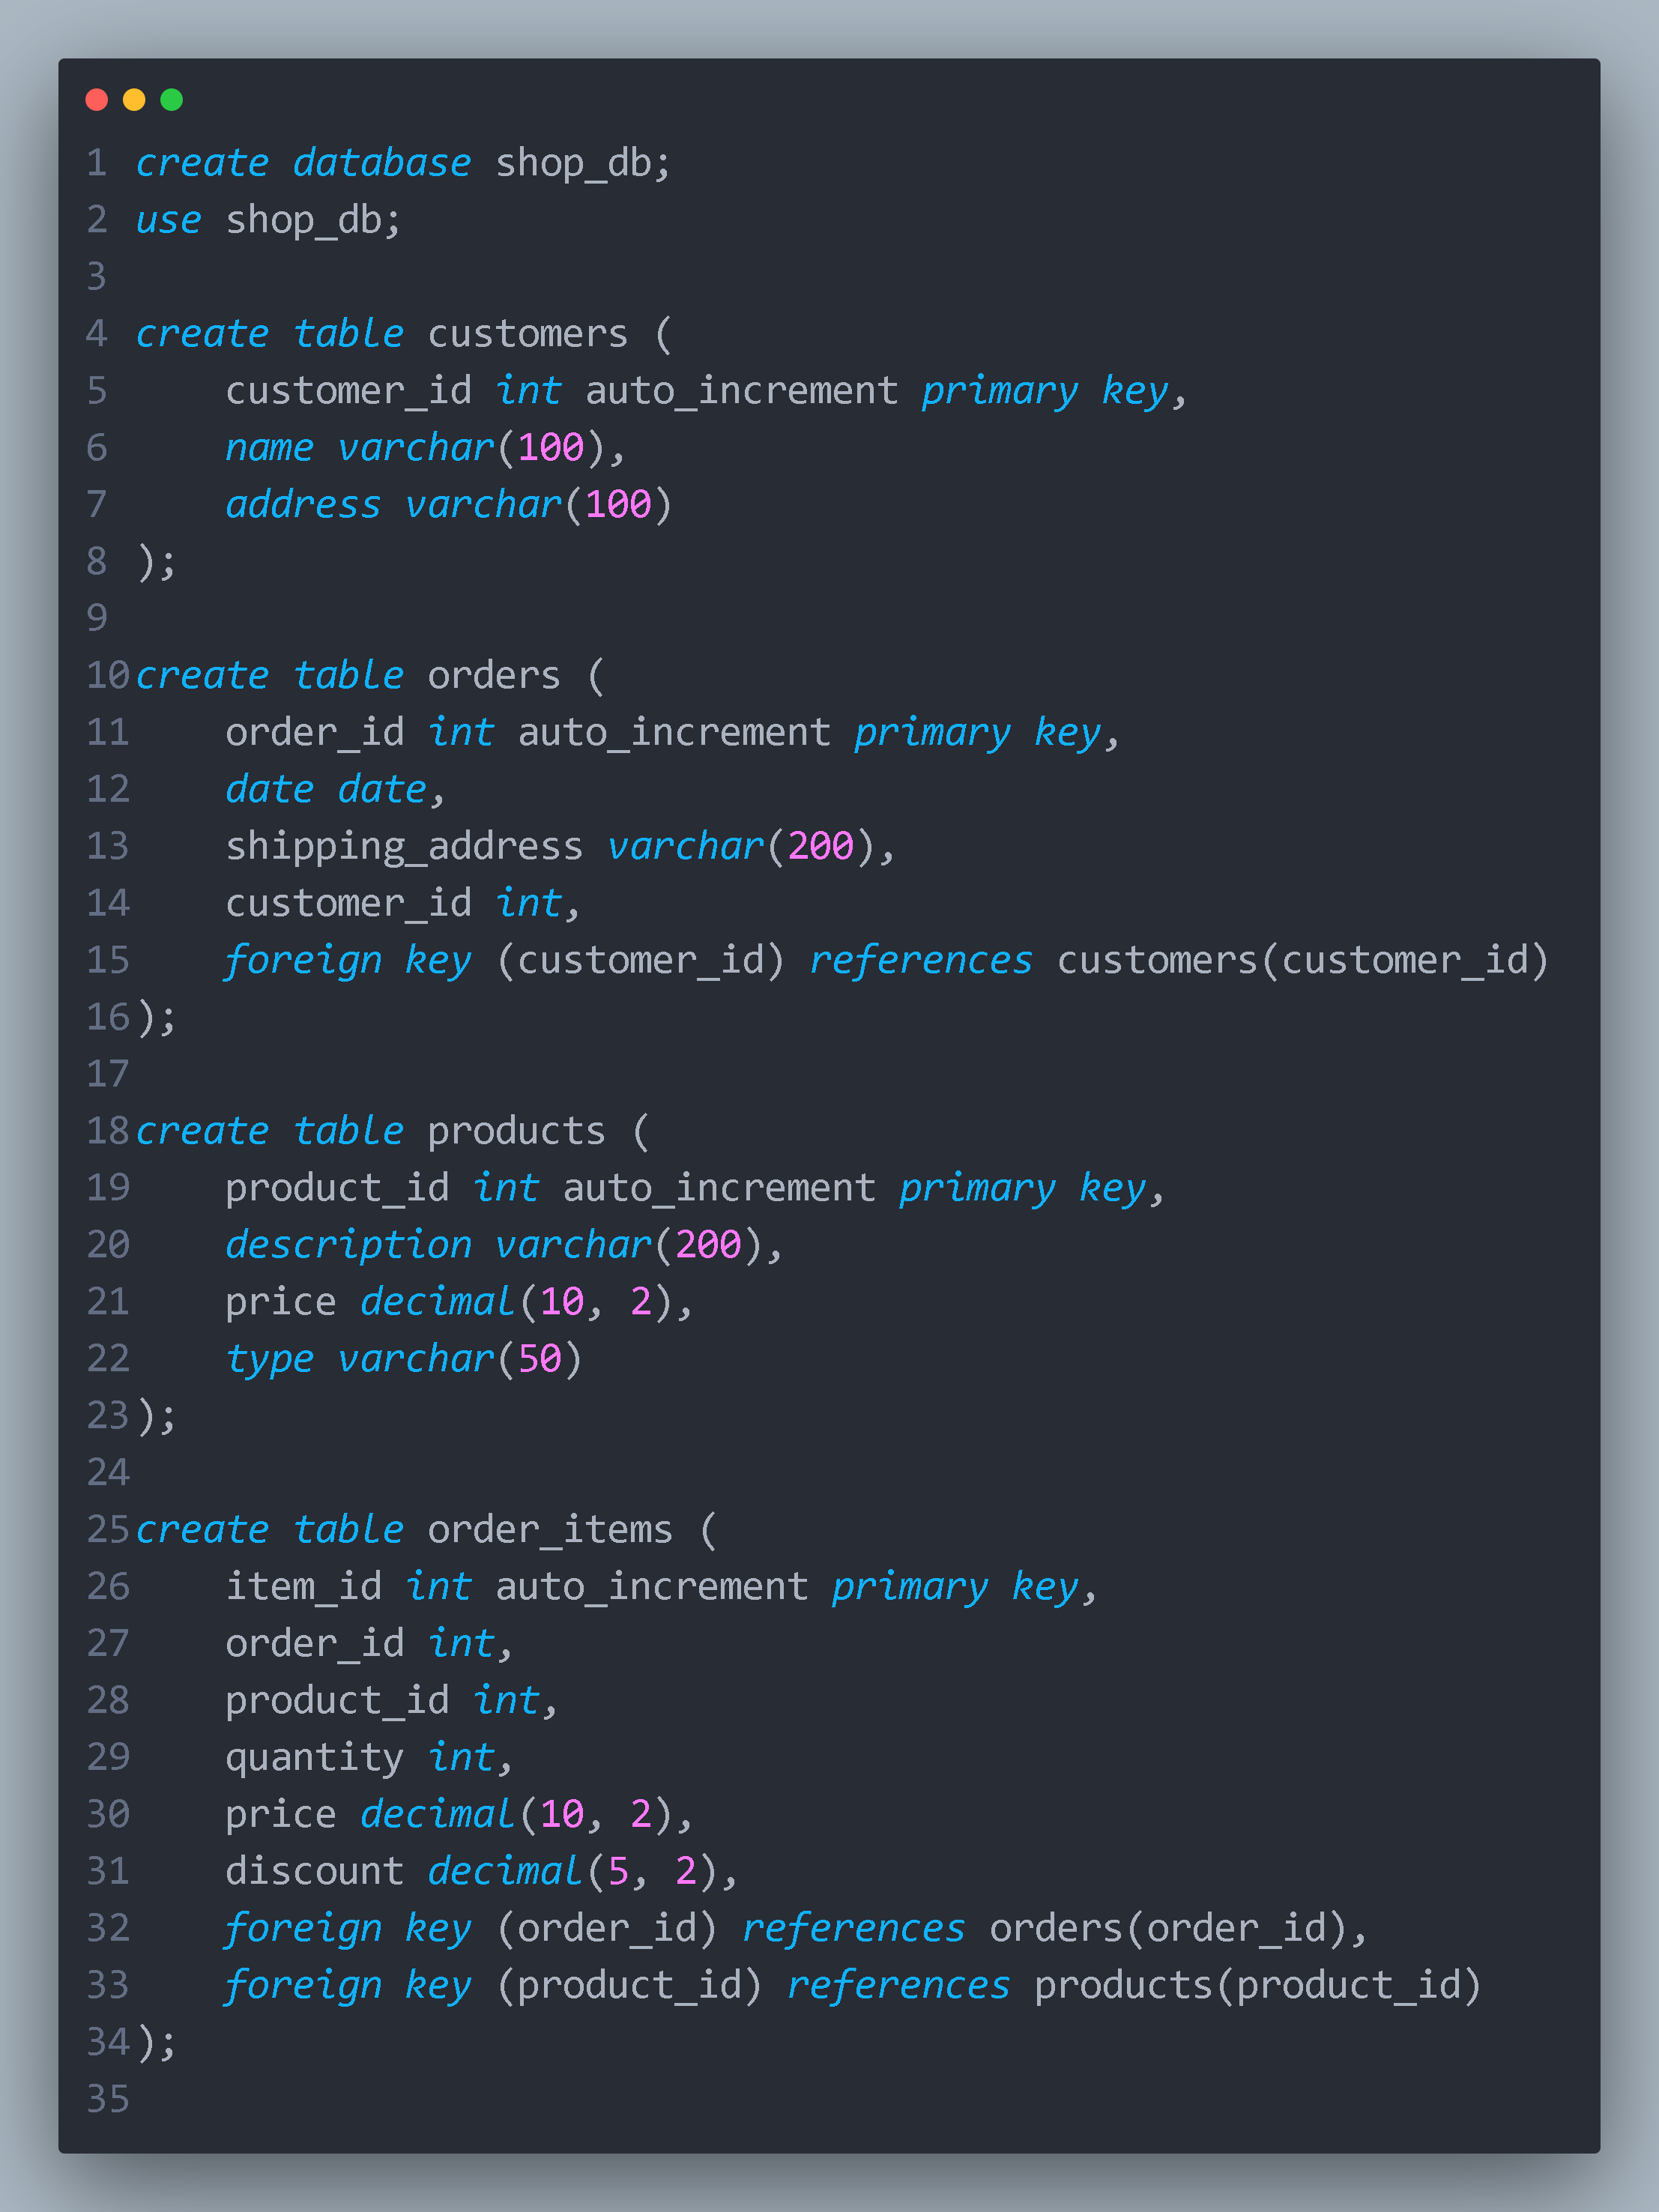 1 create database shop_db;
2 use shop_db;
3
4 create table customers (
5     customer_id int auto_increment primary key,
6     name varchar(100),
7     address varchar(100)
8 );
9
10 create table orders (
11     order_id int auto_increment primary key,
12     date date,
13     shipping_address varchar(200),
14     customer_id int,
15     foreign key (customer_id) references customers(customer_id)
16 );
17
18 create table products (
19     product_id int auto_increment primary key,
20     description varchar(200),
21     price decimal(10, 2),
22     type varchar(50)
23 );
24
25 create table order_items (
26     item_id int auto_increment primary key,
27     order_id int,
28     product_id int,
29     quantity int,
30     price decimal(10, 2),
31     discount decimal(5, 2),
32     foreign key (order_id) references orders(order_id),
33     foreign key (product_id) references products(product_id)
34 );
35